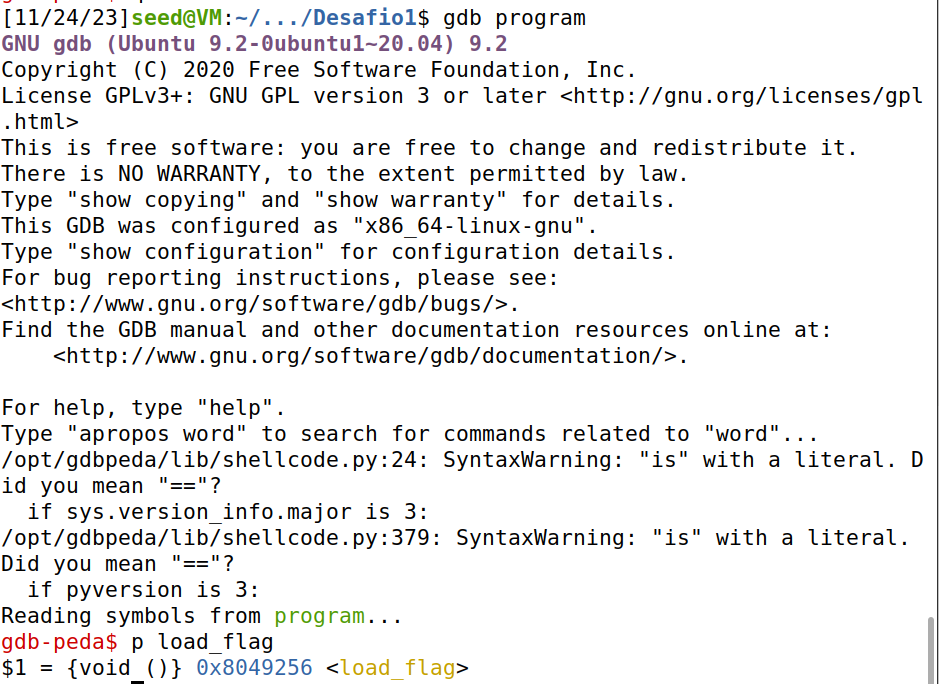 [11/24/23]seed@VM:~/.../Desafio1$ gdb program
GNU gdb (Ubuntu 9.2-0ubuntu1~20.04) 9.2
Copyright (C) 2020 Free Software Foundation, Inc.
License GPLv3+: GNU GPL version 3 or later <http://gnu.org/licenses/gpl
.html>
This is free software: you are free to change and redistribute it.
There is NO WARRANTY, to the extent permitted by law.
Type "show copying" and "show warranty" for details.
This GDB was configured as "x86_64-linux-gnu".
Type "show configuration" for configuration details.
For bug reporting instructions, please see:
<http://www.gnu.org/software/gdb/bugs/>.
Find the GDB manual and other documentation resources online at:
    <http://www.gnu.org/software/gdb/documentation/>.

For help, type "help".
Type "apropos word" to search for commands related to "word"...
/opt/gdbpeda/lib/shellcode.py:24: SyntaxWarning: "is" with a literal. D
id you mean "=="?
  if sys.version_info.major is 3:
/opt/gdbpeda/lib/shellcode.py:379: SyntaxWarning: "is" with a literal.
Did you mean "=="?
  if pyversion is 3:
Reading symbols from program...
gdb-peda$ p load_flag
$1 = {void ()} 0x8049256 <load_flag>